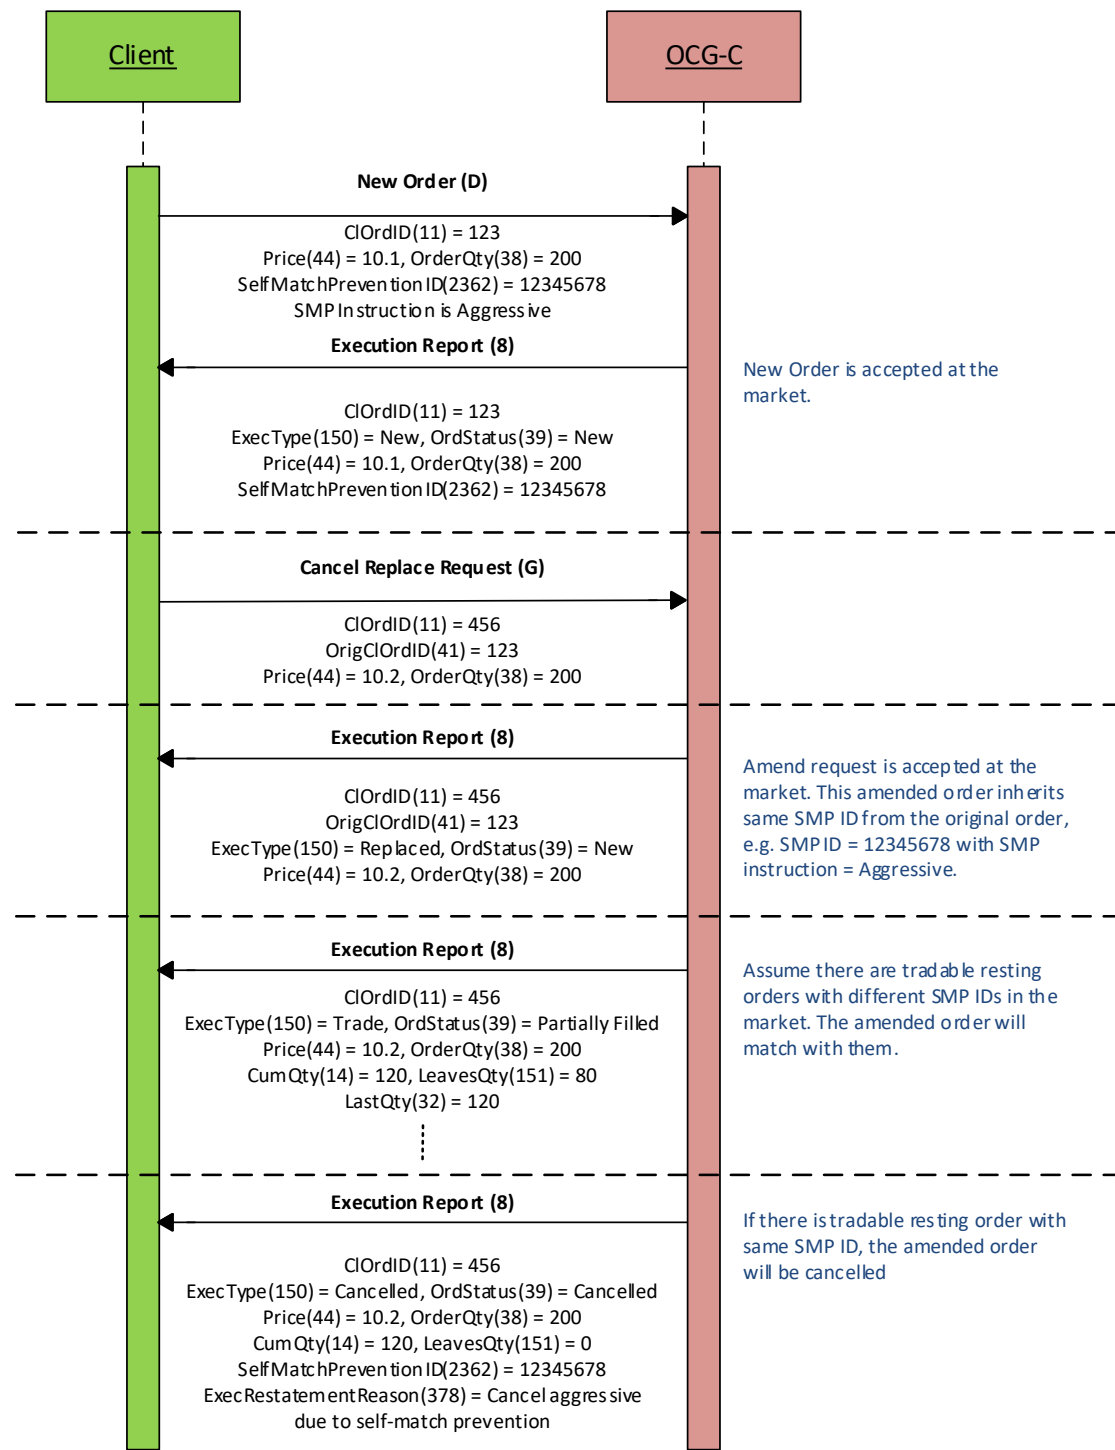 Client
OCG-C
New Order (D)
ClOrdID(11) = 123
Price(44) = 10.1, OrderQty(38) = 200
SelfMatchPreventionID(2362) = 12345678
SMP Instruction is Aggressive
Execution Report (8)
New Order is accepted at the
market.
ClOrdID(11) = 123
ExecType(150) = New, OrdStatus(39) = New
Price(44) = 10.1, OrderQty(38) = 200
SelfMatchPreventionID(2362) = 12345678
Cancel Replace Request (G)
ClOrdID(11) = 456
OrigClOrdID(41) = 123
Price(44) = 10.2, OrderQty(38) = 200
Execution Report (8)
ClOrdID(11) = 456
OrigClOrdID(41) = 123
ExecType(150) = Replaced, OrdStatus(39) = New
Price(44) = 10.2, OrderQty(38) = 200
Amend request is accepted at the
market. This amended order inherits
same SMP ID from the original order,
e.g. SMP ID = 12345678 with SMP
instruction = Aggressive.
Execution Report (8)
ClOrdID(11) = 456
ExecType(150) = Trade, OrdStatus(39) = Partially Filled
Price(44) = 10.2, OrderQty(38) = 200
CumQty(14) = 120, LeavesQty(151) = 80
LastQty(32) = 120
Assume there are tradable resting
orders with different SMP IDs in the
market. The amended order will
match with them.
Execution Report (8)
ClOrdID(11) = 456
ExecType(150) = Cancelled, OrdStatus(39) = Cancelled
Price(44) = 10.2, OrderQty(38) = 200
CumQty(14) = 120, LeavesQty(151) = 0
SelfMatchPreventionID(2362) = 12345678
ExecRestatementReason(378) = Cancel aggressive
due to self-match prevention
If there is tradable resting order with
same SMP ID, the amended order
will be cancelled